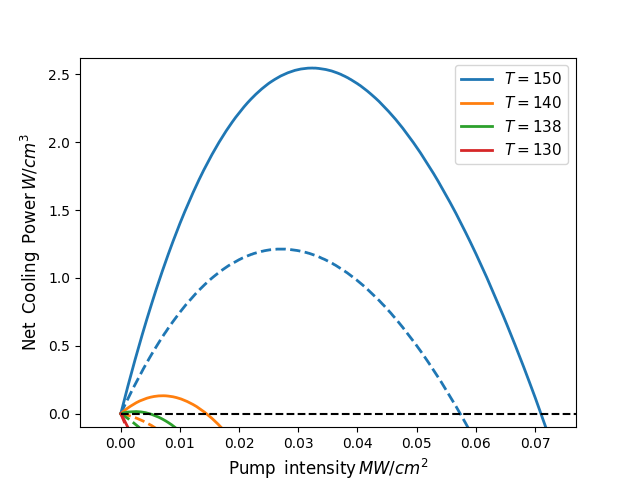 2.5
2.0
1.5
1.0
0.5
0.0
Net Cooling Power W/cm³
T = 150
T = 140
T = 138
T = 130
0.00 0.01 0.02 0.03 0.04 0.05 0.06 0.07
Pump intensity MW/cm²